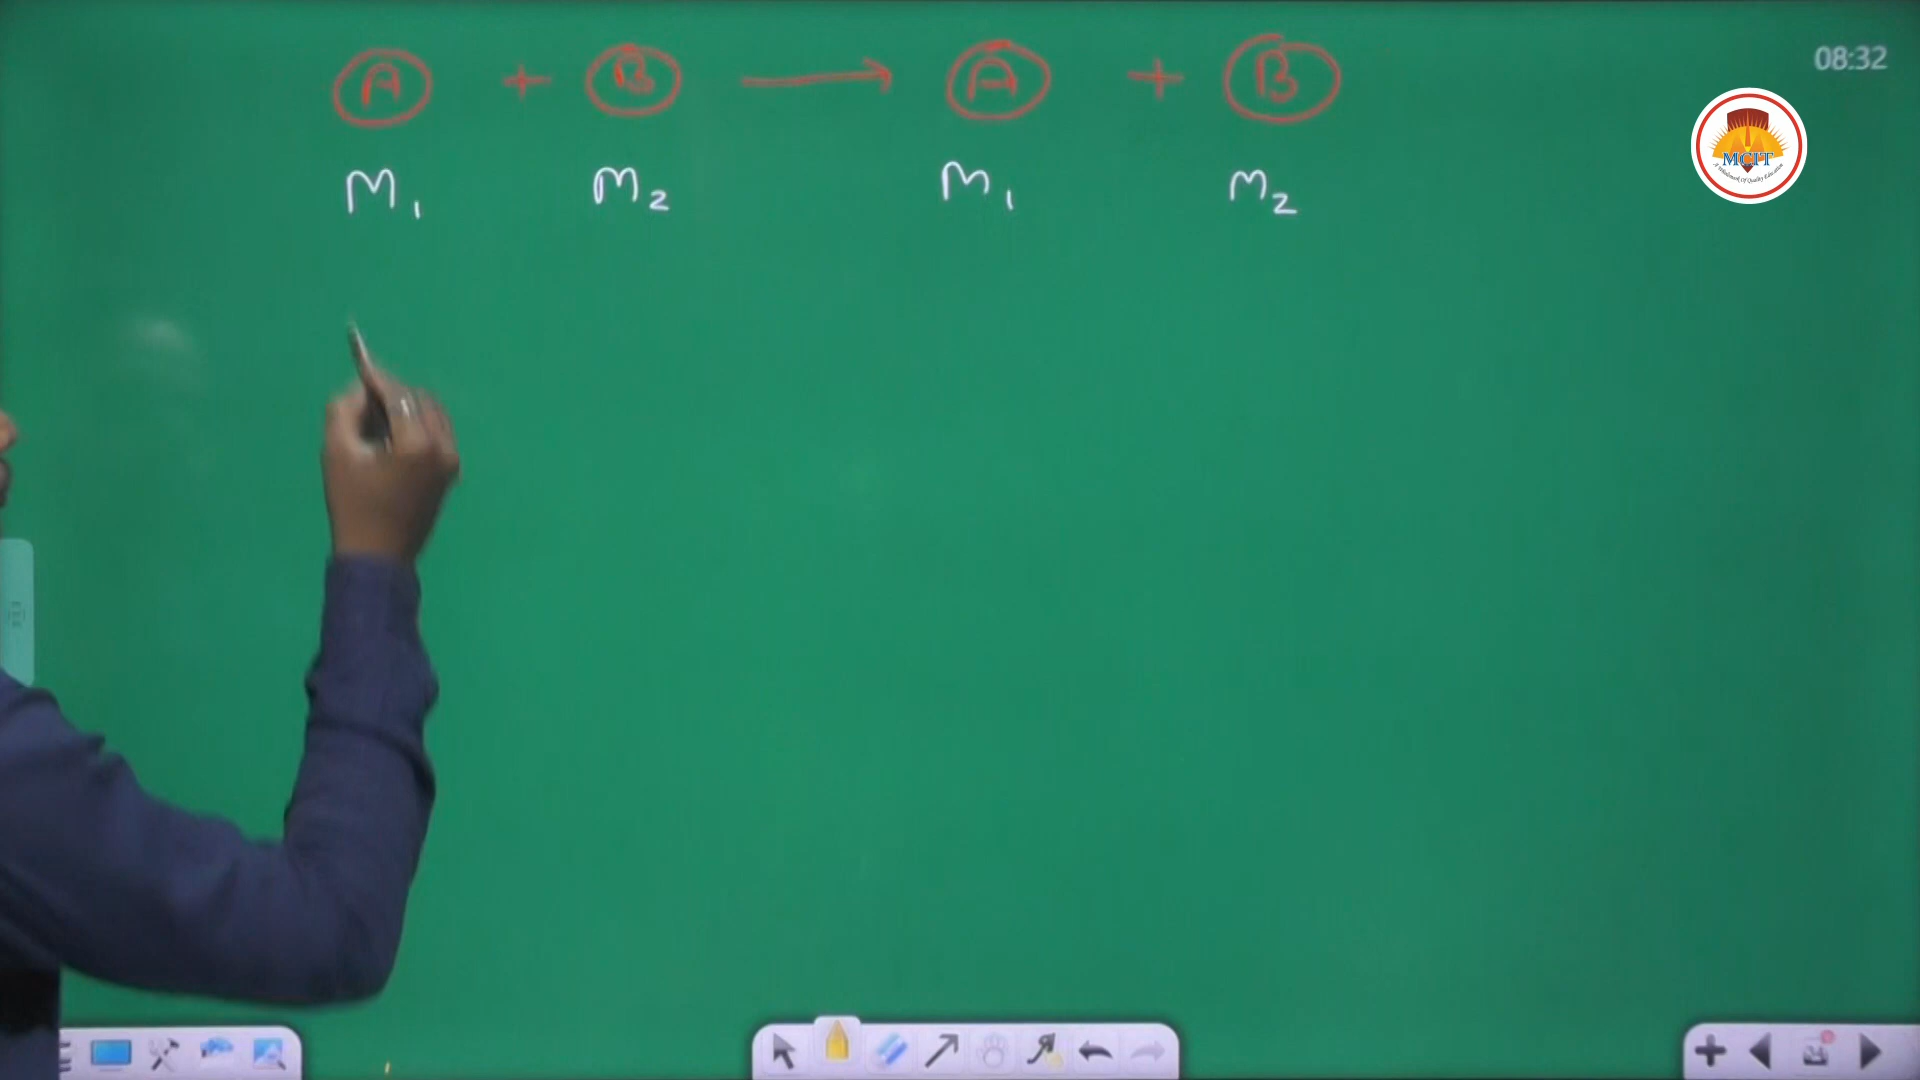 A + B → A + B
08:32
M₁ M₂ M₁ M₂
MCIT